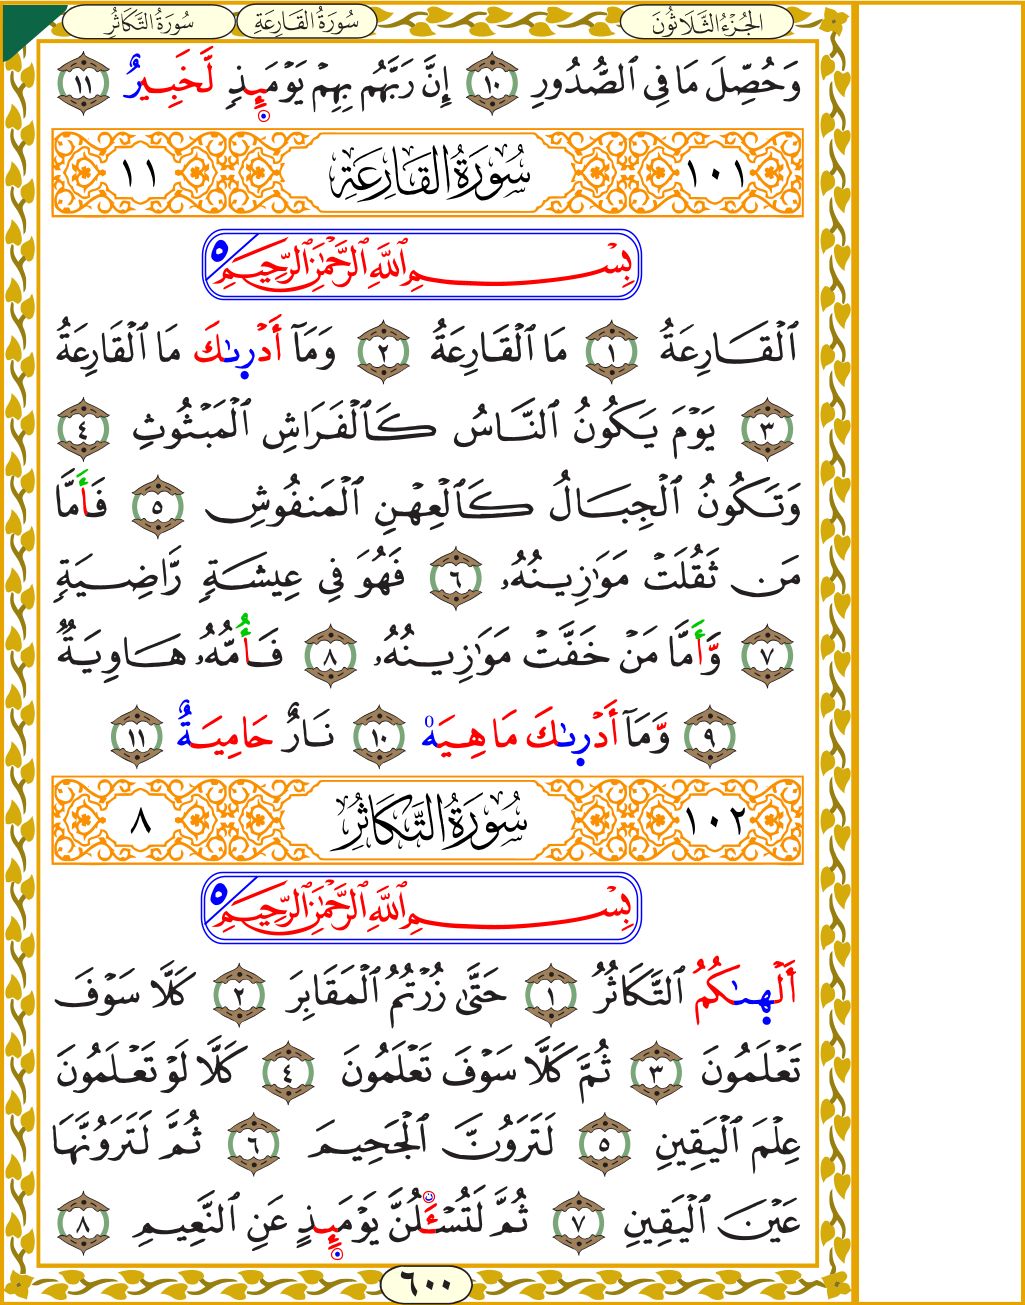 سُورَةُ التَّكَاثُرِ سُورَةُ القَارِعَةِ الجُزْءُ الثَّلَاثُونَ
وَحُصِّلَ مَا فِي ٱلصُّدُورِ ١٠ إِنَّ رَبَّهُم بِهِمۡ يَوۡمَئِذٖ لَّخَبِيرُۢ ١١
١٠١ سُورَةُ القَارِعَةِ ١١
بِسۡمِ ٱللَّهِ ٱلرَّحۡمَٰنِ ٱلرَّحِيمِ ٥
ٱلۡقَارِعَةُ ١ مَا ٱلۡقَارِعَةُ ٢ وَمَآ أَدۡرىٰكَ مَا ٱلۡقَارِعَةُ
٣ يَوۡمَ يَكُونُ ٱلنَّاسُ كَٱلۡفَرَاشِ ٱلۡمَبۡثُوثِ ٤
وَتَكُونُ ٱلۡجِبَالُ كَٱلۡعِهۡنِ ٱلۡمَنفُوشِ ٥ فَأَمَّا
مَن ثَقُلَتۡ مَوَٰزِينُهُۥ ٦ فَهُوَ فِي عِيشَةٖ رَّاضِيَةٖ
٧ وَّأَمَّا مَنۡ خَفَّتۡ مَوَٰزِينُهُۥ ٨ فَأُمُّهُۥ هَاوِيَةٞ
٩ وَّمَآ أَدۡرىٰكَ مَا هِيَهۡ ١٠ نَارٌ حَامِيَةُۢ ١١
١٠٢ سُورَةُ التَّكَاثُرِ ٨
بِسۡمِ ٱللَّهِ ٱلرَّحۡمَٰنِ ٱلرَّحِيمِ ٥
أَلۡهىٰكُمُ ٱلتَّكَاثُرُ ١ حَتَّىٰ زُرۡتُمُ ٱلۡمَقَابِرَ ٢ كَلَّا سَوۡفَ
تَعۡلَمُونَ ٣ ثُمَّ كَلَّا سَوۡفَ تَعۡلَمُونَ ٤ كَلَّا لَوۡ تَعۡلَمُونَ
عِلۡمَ ٱلۡيَقِينِ ٥ لَتَرَوُنَّ ٱلۡجَحِيمَ ٦ ثُمَّ لَتَرَوُنَّهَا
عَيۡنَ ٱلۡيَقِينِ ٧ ثُمَّ لَتُسۡـَٔلُنَّ يَوۡمَئِذٍ عَنِ ٱلنَّعِيمِ ٨
٦٠٠